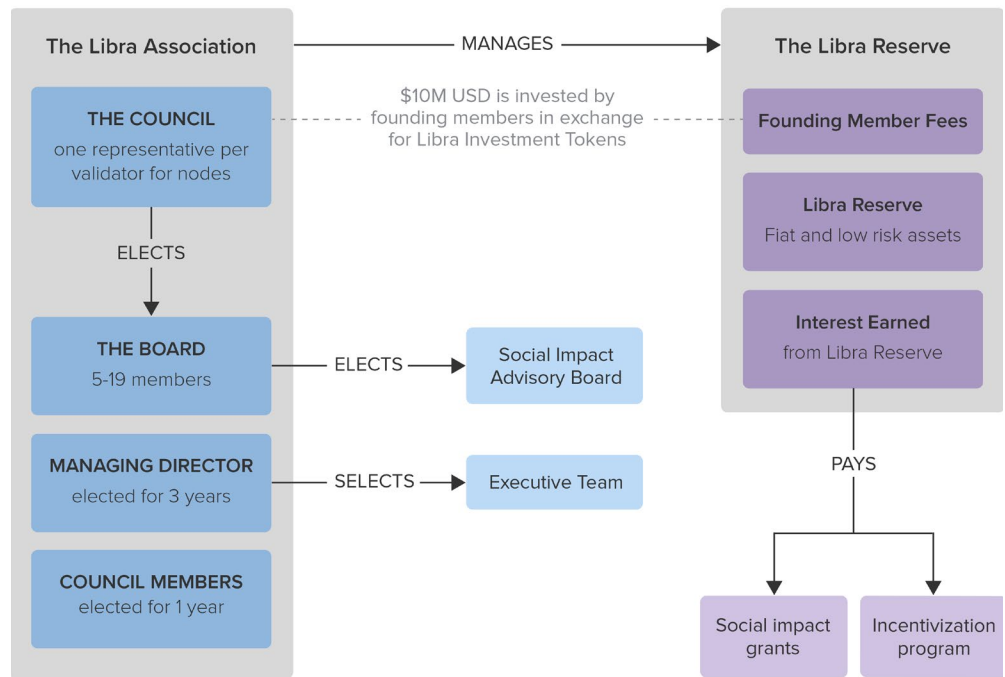 The Libra Association
MANAGES
The Libra Reserve
THE COUNCIL
one representative per
validator for nodes
$10M USD is invested by
founding members in exchange
for Libra Investment Tokens
Founding Member Fees
Libra Reserve
Fiat and low risk assets
ELECTS
Interest Earned
from Libra Reserve
THE BOARD
5-19 members
ELECTS
Social Impact
Advisory Board
MANAGING DIRECTOR
elected for 3 years
SELECTS
Executive Team
PAYS
COUNCIL MEMBERS
elected for 1 year
Social impact
grants
Incentivization
program